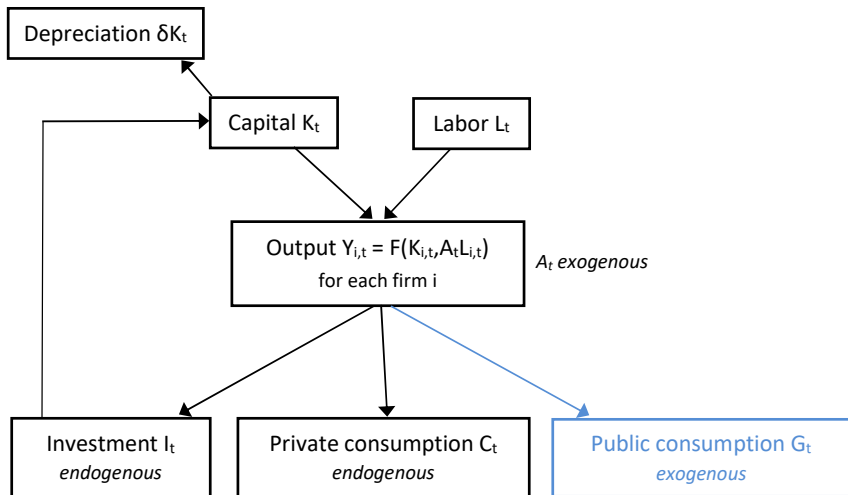 Depreciation δKₜ
Capital Kₜ
Labor Lₜ
Output Yᵢ,ₜ = F(Kᵢ,ₜ,AₜLᵢ,ₜ)
for each firm i
Aₜ exogenous
Investment Iₜ
endogenous
Private consumption Cₜ
endogenous
Public consumption Gₜ
exogenous